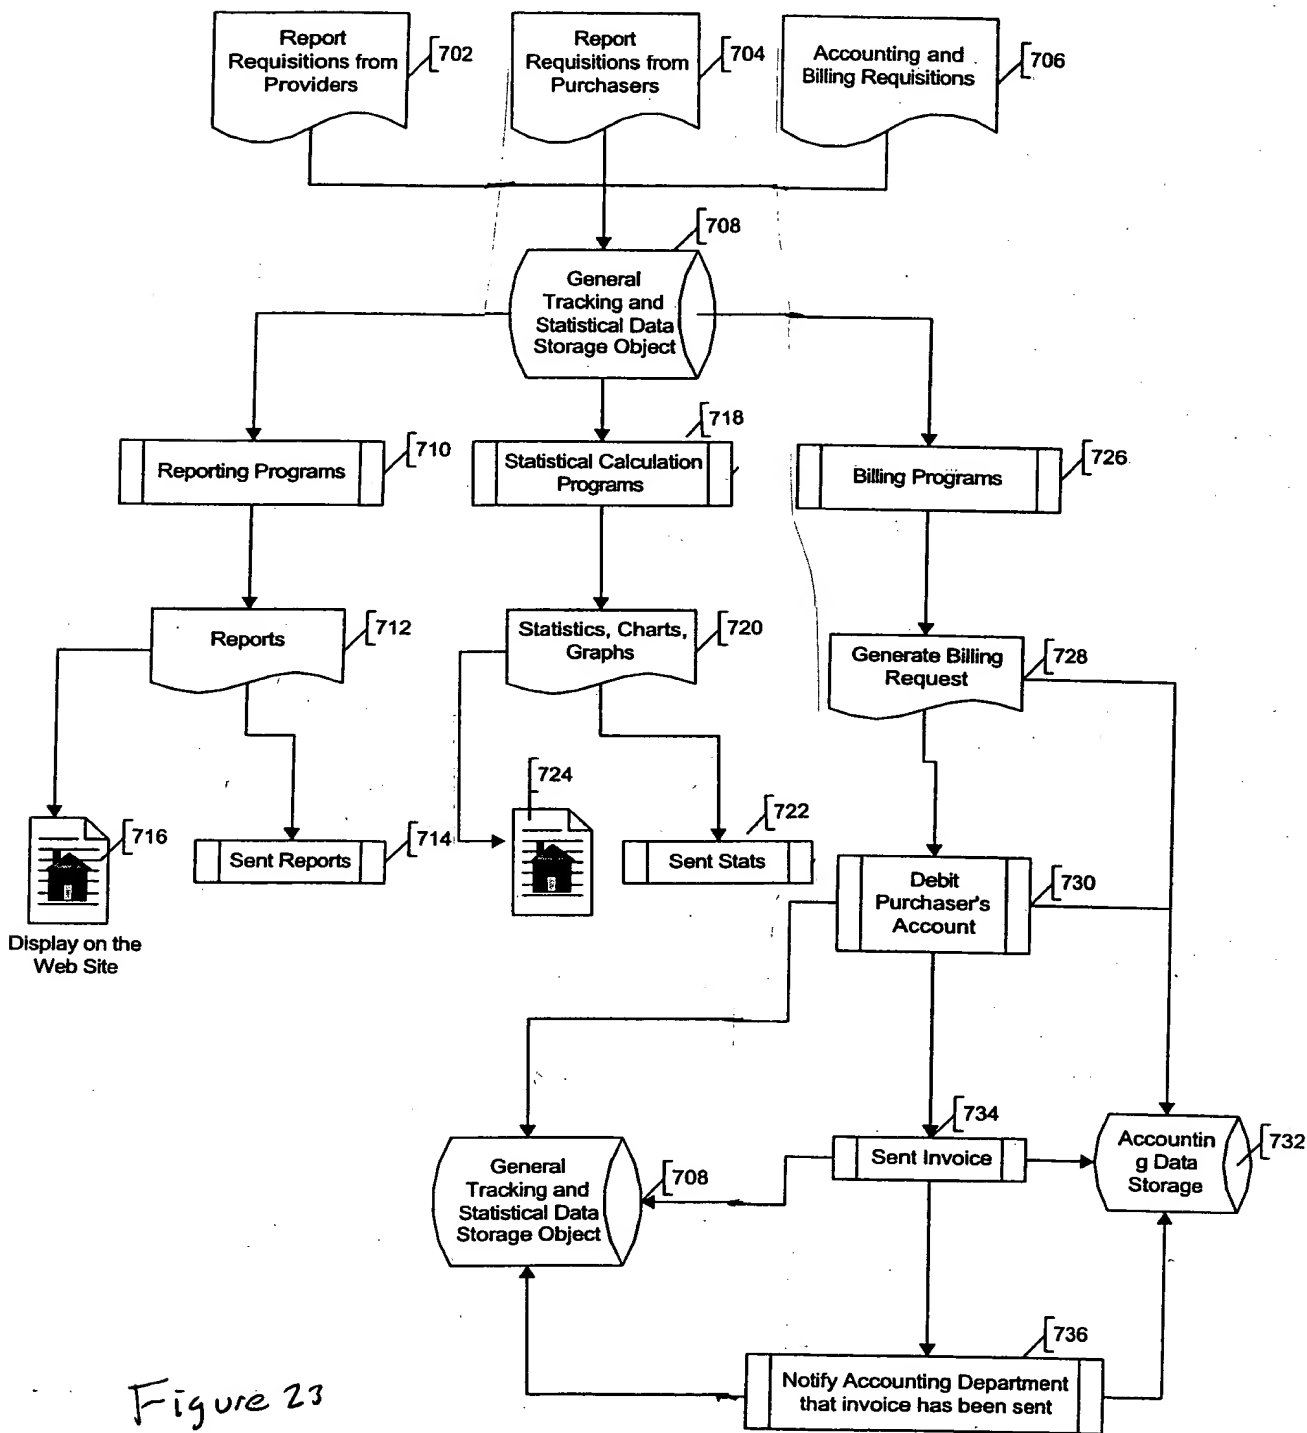 Report
Requisitions from
Providers
702
Report
Requisitions from
Purchasers
704
Accounting and
Billing Requisitions
706
708
General
Tracking and
Statistical Data
Storage Object
Reporting Programs
710
718
Statistical Calculation
Programs
Billing Programs
726
Reports
712
Statistics, Charts,
Graphs
720
Generate Billing
Request
728
716
Display on the
Web Site
Sent Reports
714
724
722
Sent Stats
Debit
Purchaser's
Account
730
734
Sent Invoice
Accountin
g Data
Storage
732
General
Tracking and
Statistical Data
Storage Object
708
736
Notify Accounting Department
that invoice has been sent
Figure 23